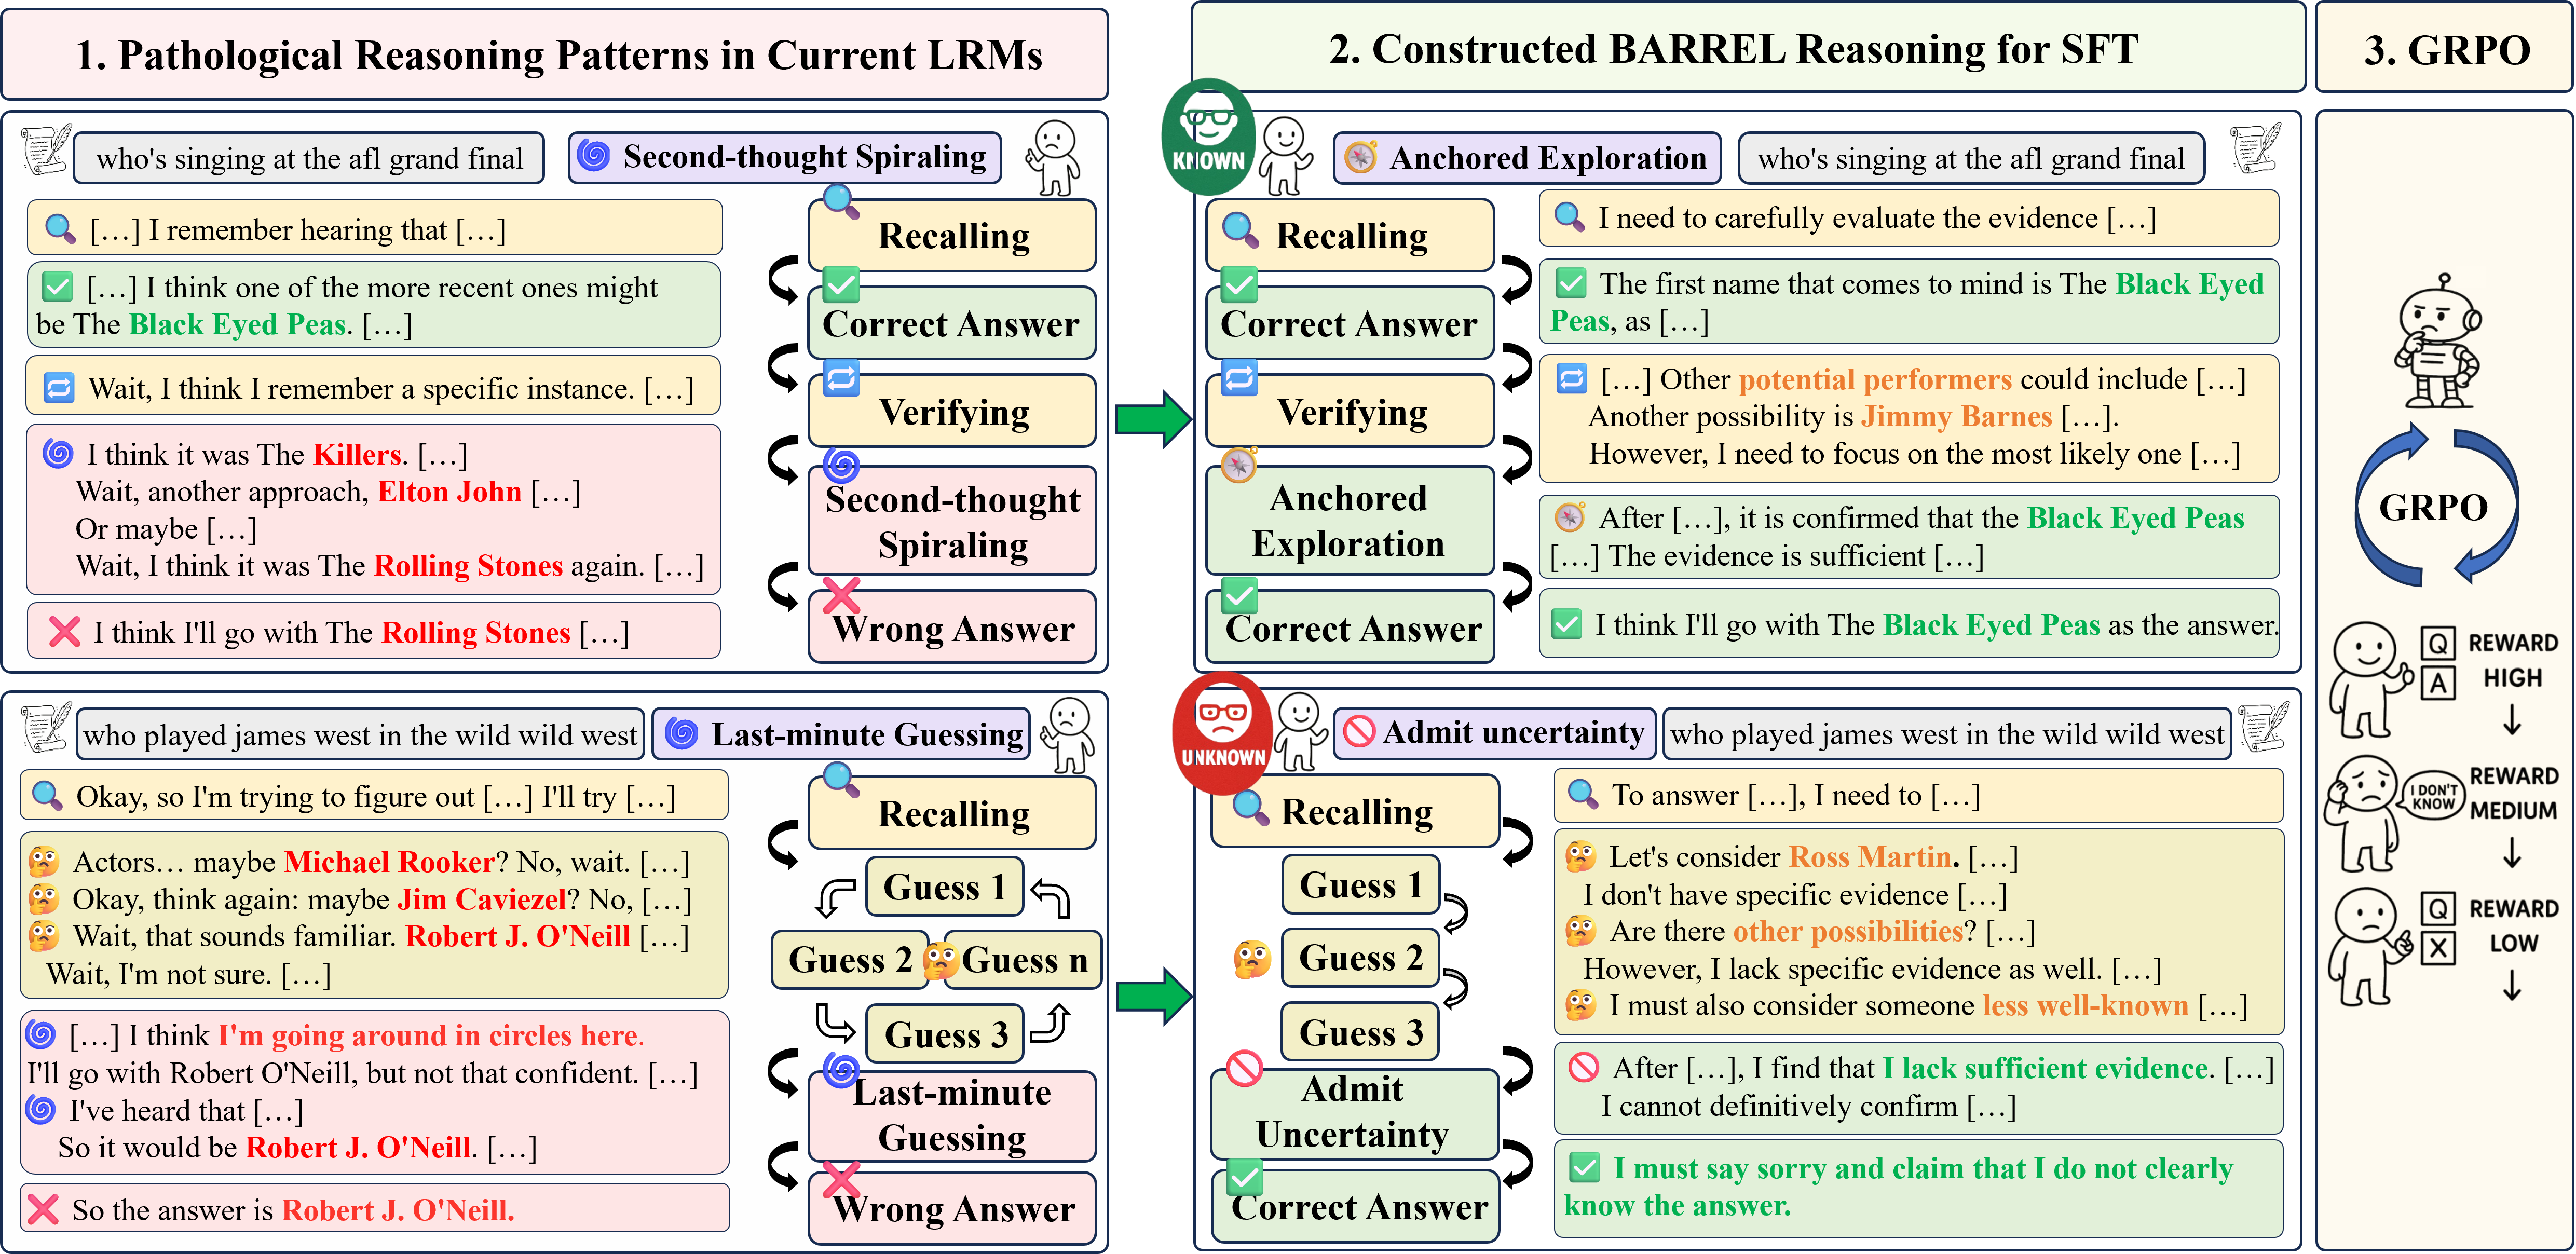 1. Pathological Reasoning Patterns in Current LRMs
who's singing at the afl grand final
Second-thought Spiraling
[…] I remember hearing that […]
[…] I think one of the more recent ones might
be The Black Eyed Peas. […]
Wait, I think I remember a specific instance. […]
I think it was The Killers. […]
Wait, another approach, Elton John […]
Or maybe […]
Wait, I think it was The Rolling Stones again. […]
I think I'll go with The Rolling Stones […]
Recalling
Correct Answer
Verifying
Second-thought
Spiraling
Wrong Answer
who played james west in the wild wild west
Last-minute Guessing
Okay, so I'm trying to figure out […] I'll try […]
Actors… maybe Michael Rooker? No, wait. […]
Okay, think again: maybe Jim Caviezel? No, […]
Wait, that sounds familiar. Robert J. O'Neill […]
Wait, I'm not sure. […]
[…] I think I'm going around in circles here.
I'll go with Robert O'Neill, but not that confident. […]
I've heard that […]
So it would be Robert J. O'Neill. […]
So the answer is Robert J. O'Neill.
Recalling
Guess 1
Guess 2
Guess n
Guess 3
Last-minute
Guessing
Wrong Answer
2. Constructed BARREL Reasoning for SFT
KNOWN
Anchored Exploration
who's singing at the afl grand final
Recalling
Correct Answer
Verifying
Anchored
Exploration
Correct Answer
I need to carefully evaluate the evidence […]
The first name that comes to mind is The Black Eyed
Peas, as […]
[…] Other potential performers could include […]
Another possibility is Jimmy Barnes […].
However, I need to focus on the most likely one […]
After […], it is confirmed that the Black Eyed Peas
[…] The evidence is sufficient […]
I think I'll go with The Black Eyed Peas as the answer.
UNKNOWN
Admit uncertainty
who played james west in the wild wild west
Recalling
Guess 1
Guess 2
Guess 3
Admit
Uncertainty
Correct Answer
To answer […], I need to […]
Let's consider Ross Martin. […]
I don't have specific evidence […]
Are there other possibilities? […]
However, I lack specific evidence as well. […]
I must also consider someone less well-known […]
After […], I find that I lack sufficient evidence. […]
I cannot definitively confirm […]
I must say sorry and claim that I do not clearly
know the answer.
3. GRPO
GRPO
Q
A
REWARD
HIGH
I DON'T
KNOW
REWARD
MEDIUM
Q
X
REWARD
LOW